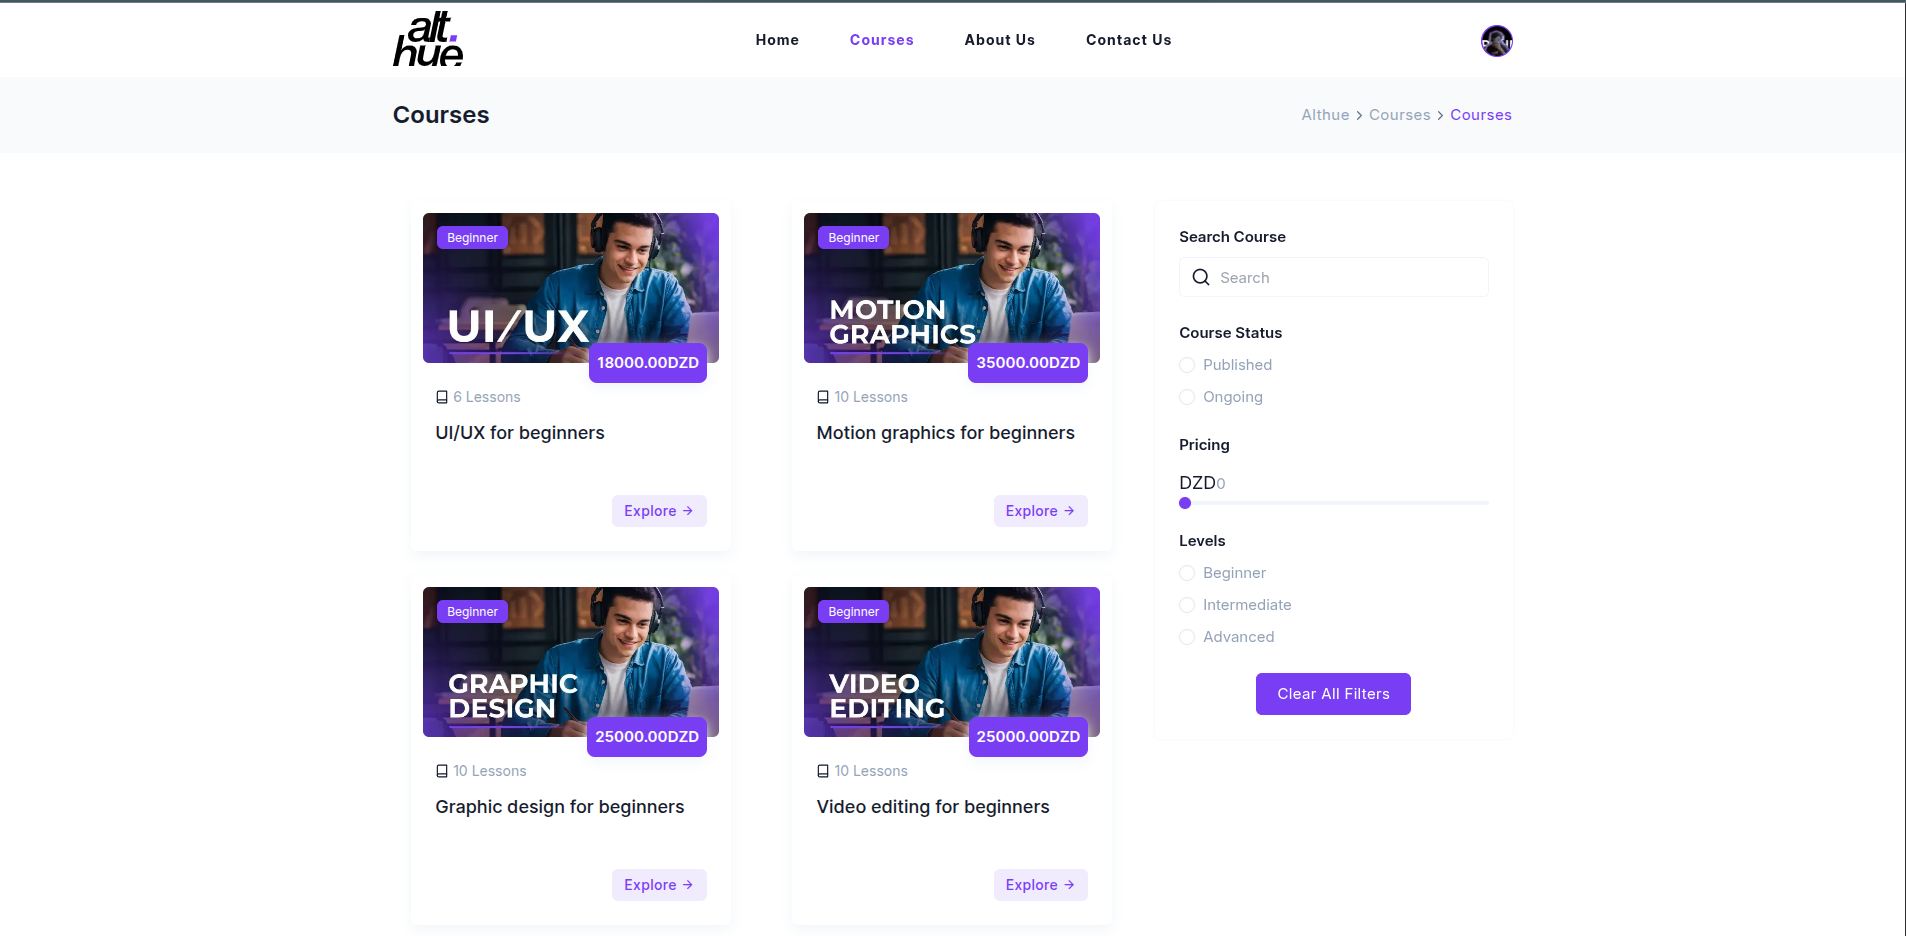 alt.
hue
Home
Courses
About Us
Contact Us
Courses
Althue > Courses > Courses
Beginner
UI/UX
18000.00DZD
6 Lessons
UI/UX for beginners
Explore →
Beginner
MOTION
GRAPHICS
35000.00DZD
10 Lessons
Motion graphics for beginners
Explore →
Beginner
GRAPHIC
DESIGN
25000.00DZD
10 Lessons
Graphic design for beginners
Explore →
Beginner
VIDEO
EDITING
25000.00DZD
10 Lessons
Video editing for beginners
Explore →
Search Course
Search
Course Status
Published
Ongoing
Pricing
DZD0
Levels
Beginner
Intermediate
Advanced
Clear All Filters